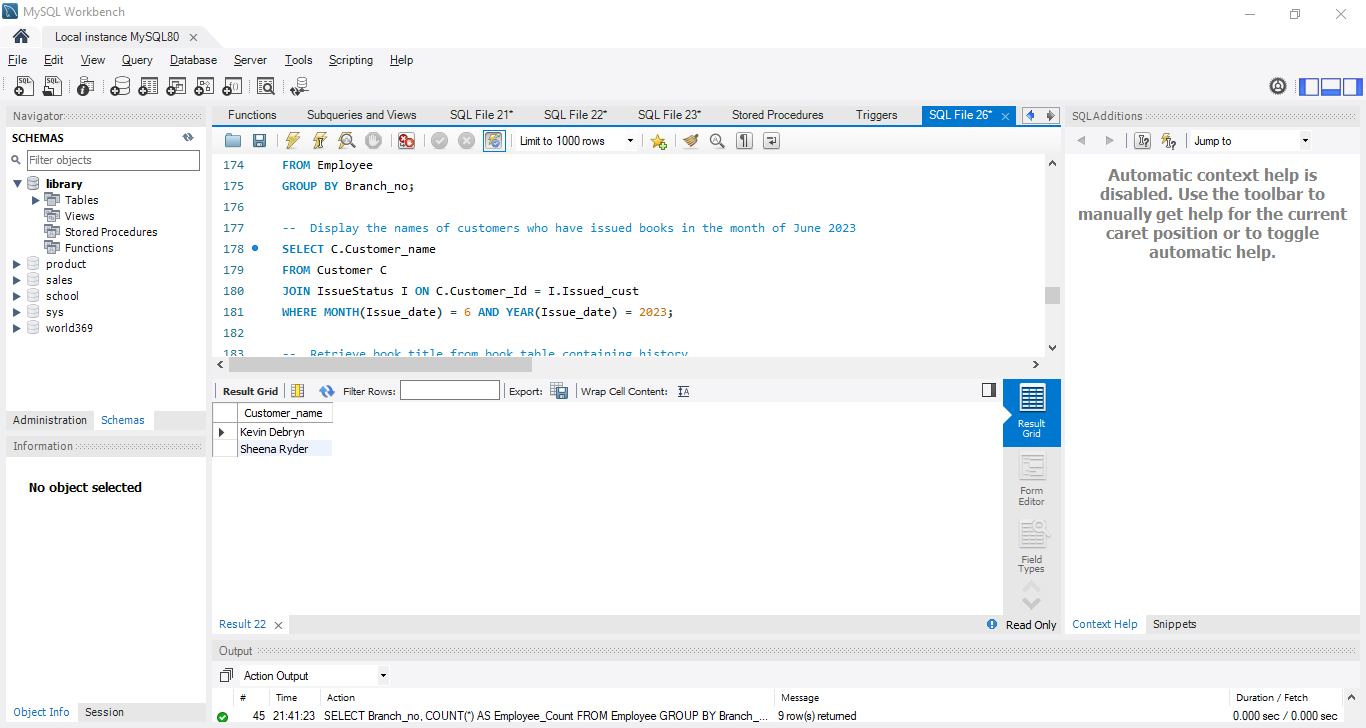 MySQL Workbench
Local instance MySQL80
File Edit View Query Database Server Tools Scripting Help
Navigator
SCHEMAS
Filter objects
library
Tables
Views
Stored Procedures
Functions
product
sales
school
sys
world369
Administration Schemas
Information
No object selected
Object Info Session
Functions Subqueries and Views SQL File 21* SQL File 22* SQL File 23* Stored Procedures Triggers SQL File 26*
Limit to 1000 rows
174 FROM Employee
175 GROUP BY Branch_no;
176
177 -- Display the names of customers who have issued books in the month of June 2023
178 SELECT C.Customer_name
179 FROM Customer C
180 JOIN IssueStatus I ON C.Customer_Id = I.Issued_cust
181 WHERE MONTH(Issue_date) = 6 AND YEAR(Issue_date) = 2023;
182
183 -- Retrieve book title from book table containing history
Result Grid Filter Rows: Export: Wrap Cell Content:
Customer_name
Kevin Debryn
Sheena Ryder
Result
Grid
Form
Editor
Field
Types
Result 22
Read Only
SQLAdditions
Jump to
Automatic context help is
disabled. Use the toolbar to
manually get help for the current
caret position or to toggle
automatic help.
Context Help Snippets
Output
Action Output
# Time Action Message Duration / Fetch
45 21:41:23 SELECT Branch_no, COUNT(*) AS Employee_Count FROM Employee GROUP BY Branch_... 9 row(s) returned 0.000 sec / 0.000 sec